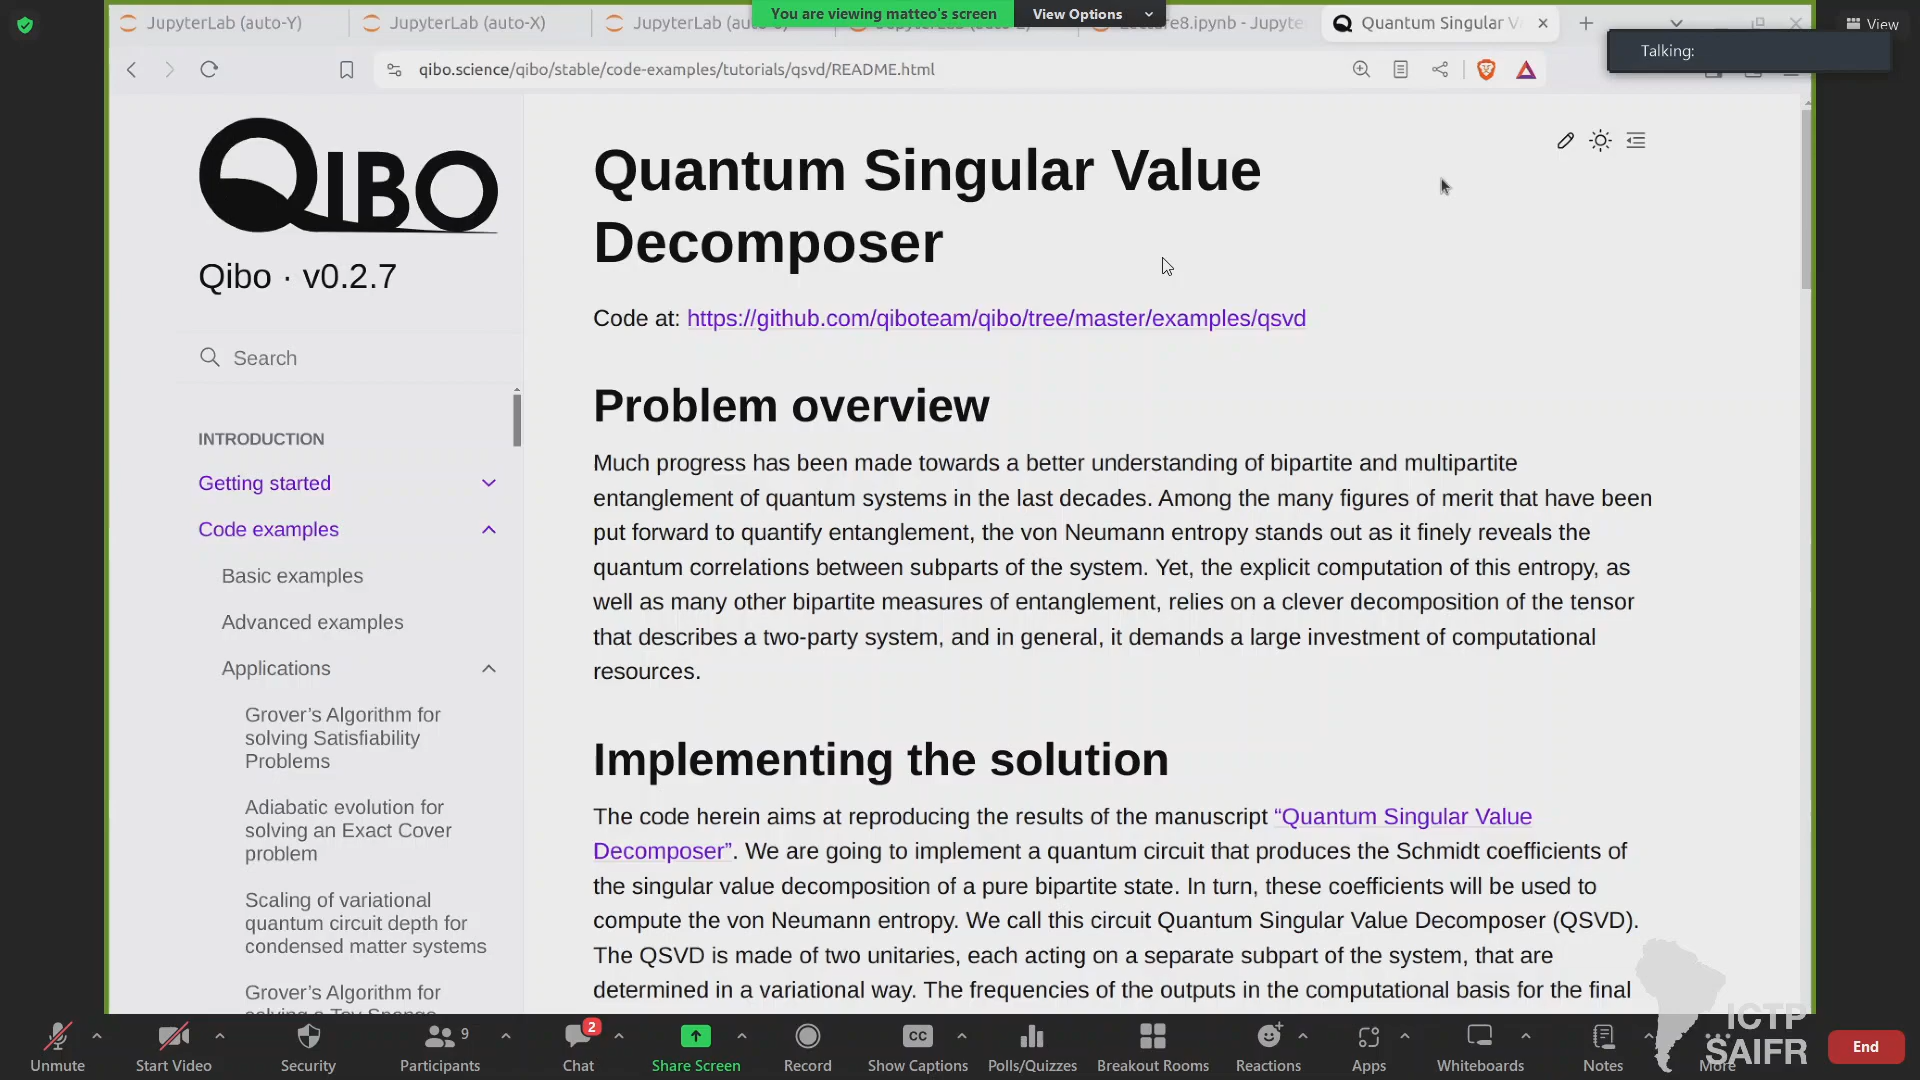 You are viewing matteo's screen
View Options
JupyterLab (auto-Y)
JupyterLab (auto-X)
Quantum Singular
View
Talking:
qibo.science/qibo/stable/code-examples/tutorials/qsvd/README.html
QIBO
Qibo · v0.2.7
Search
INTRODUCTION
Getting started
Code examples
Basic examples
Advanced examples
Applications
Grover's Algorithm for
solving Satisfiability
Problems
Adiabatic evolution for
solving an Exact Cover
problem
Scaling of variational
quantum circuit depth for
condensed matter systems
Grover's Algorithm for
Quantum Singular Value
Decomposer
Code at: https://github.com/qiboteam/qibo/tree/master/examples/qsvd
Problem overview
Much progress has been made towards a better understanding of bipartite and multipartite
entanglement of quantum systems in the last decades. Among the many figures of merit that have been
put forward to quantify entanglement, the von Neumann entropy stands out as it finely reveals the
quantum correlations between subparts of the system. Yet, the explicit computation of this entropy, as
well as many other bipartite measures of entanglement, relies on a clever decomposition of the tensor
that describes a two-party system, and in general, it demands a large investment of computational
resources.
Implementing the solution
The code herein aims at reproducing the results of the manuscript “Quantum Singular Value
Decomposer”. We are going to implement a quantum circuit that produces the Schmidt coefficients of
the singular value decomposition of a pure bipartite state. In turn, these coefficients will be used to
compute the von Neumann entropy. We call this circuit Quantum Singular Value Decomposer (QSVD).
The QSVD is made of two unitaries, each acting on a separate subpart of the system, that are
determined in a variational way. The frequencies of the outputs in the computational basis for the final
ICTP
SAIFR
Unmute
Start Video
Security
Participants 9
Chat 2
Share Screen
Record
CC
Show Captions
Polls/Quizzes
Breakout Rooms
Reactions
Apps
Whiteboards
Notes
More
End